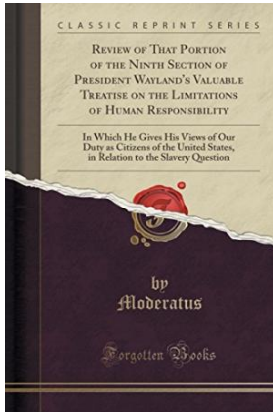 CLASSIC REPRINT SERIES
REVIEW OF THAT PORTION
OF THE NINTH SECTION OF
PRESIDENT WAYLAND'S VALUABLE
TREATISE ON THE LIMITATIONS
OF HUMAN RESPONSIBILITY
In Which He Gives His Views of Our
Duty as Citizens of the United States,
in Relation to the Slavery Question
by
Moderatus
Forgotten Books